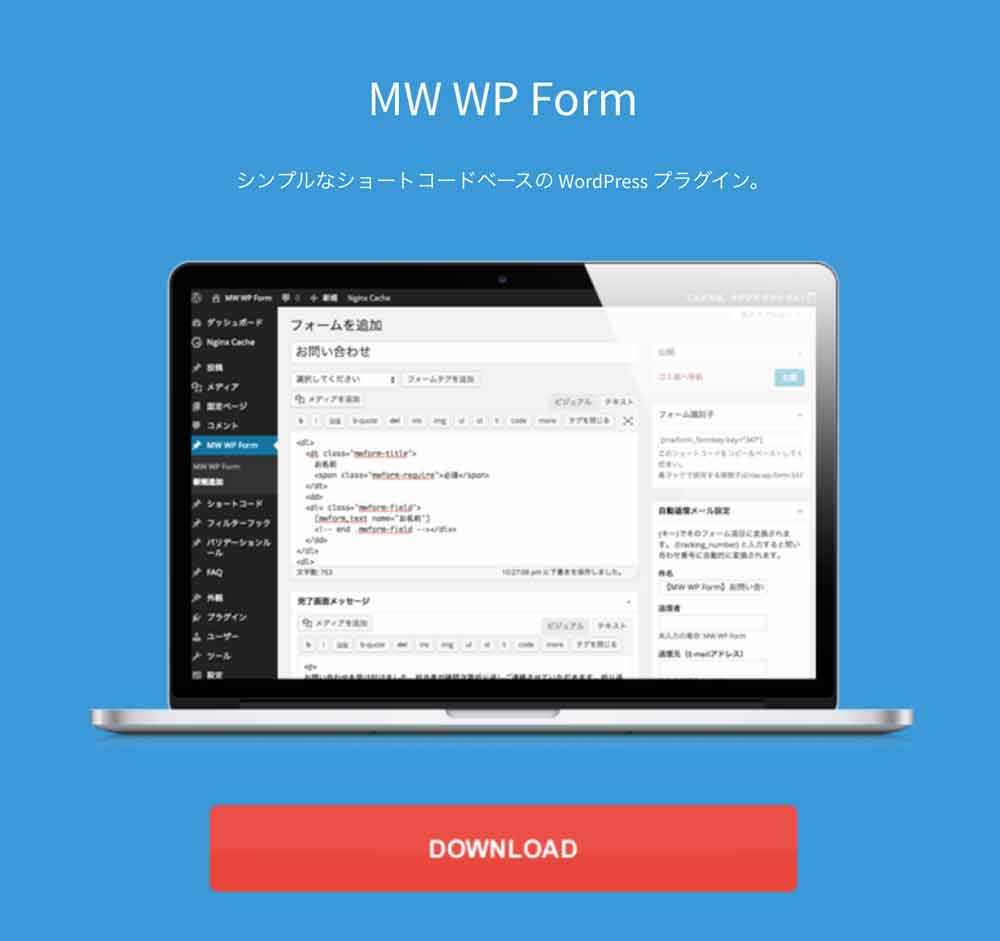 MW WP Form
シンプルなショートコードベースの WordPress プラグイン。
MW WP Form 0 新規 Nginx Cache
ダッシュボード
Nginx Cache
投稿
メディア
固定ページ
コメント
MW WP Form
MW WP Form
新規追加
ショートコード
フィルターフック
バリデーションル
ール
FAQ
外観
プラグイン
ユーザー
ツール
設定
フォームを追加
お問い合わせ
選択してください フォームタグを追加
メディアを追加
ビジュアル テキスト
b i link b-quote del ins img ul ol li code more タグを閉じる
<dl>
<dt class="mwform-title">
お名前
<span class="mwform-require">必須</span>
</dt>
<dd>
<div class="mwform-field">
[mwform_text name="お名前"]
<!-- end .mwform-field --></div>
</dd>
</dl>
<dl>
文字数: 763 10:27:08 pm に下書きを保存しました。
完了画面メッセージ
メディアを追加
ビジュアル テキスト
b i link b-quote del ins img ul ol li code more タグを閉じる
<p>
公開
ゴミ箱へ移動 公開
フォーム識別子
[mwform_formkey key="347"]
このショートコードをコピー&ペーストしてく
ださい。
自動返信メール設定
{キー}でそのフォーム項目に変換されま
す。{tracking_number} と入力すると問い
合わせ番号に自動的に変換されます。
件名
【MW WP Form】お問い合
送信者
未入力の場合: MW WP Form
送信元（E-mailアドレス）
DOWNLOAD